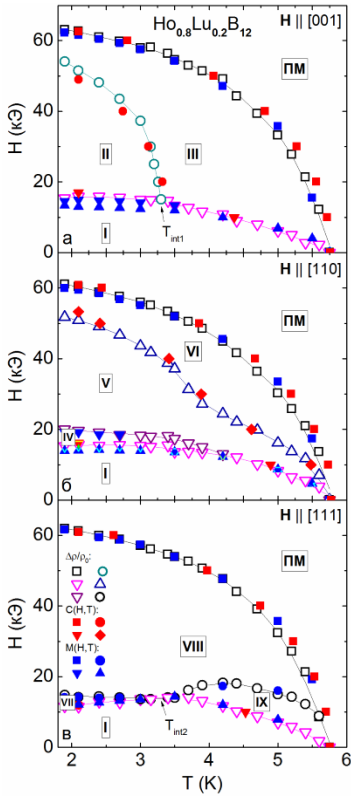 Ho0.8Lu0.2B12
H || [001]
60
ПМ
H (кЭ)
40
II
III
20
I
Tint1
0
а
H || [110]
60
ПМ
VI
H (кЭ)
40
V
20
IV
I
0
б
H || [111]
60
ПМ
Δρ/ρ0:
H (кЭ)
40
C(H,T):
M(H,T):
VIII
20
VII
IX
I
Tint2
0
В
2 3 4 5 6
T (K)